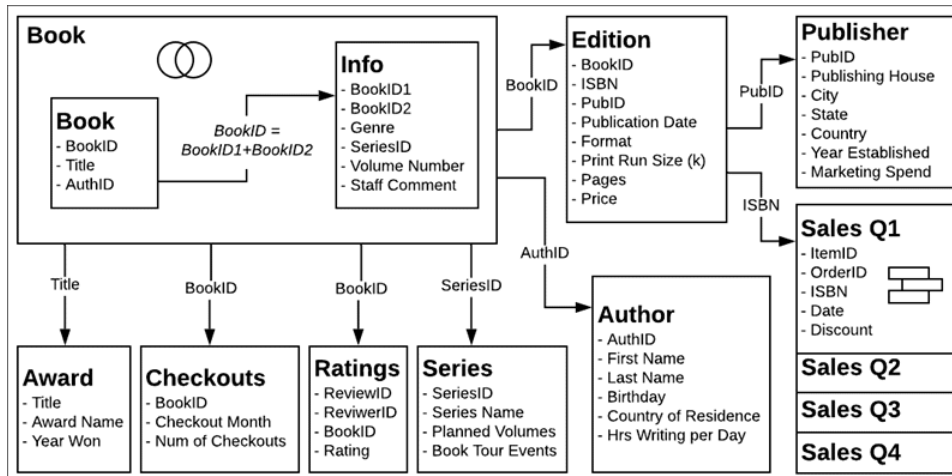 Book
Book
- BookID
- Title
- AuthID
BookID =
BookID1+BookID2
Info
- BookID1
- BookID2
- Genre
- SeriesID
- Volume Number
- Staff Comment
BookID
Edition
- BookID
- ISBN
- PubID
- Publication Date
- Format
- Print Run Size (k)
- Pages
- Price
PubID
Publisher
- PubID
- Publishing House
- City
- State
- Country
- Year Established
- Marketing Spend
ISBN
Sales Q1
- ItemID
- OrderID
- ISBN
- Date
- Discount
Sales Q2
Sales Q3
Sales Q4
Title
BookID
BookID
SeriesID
AuthID
Award
- Title
- Award Name
- Year Won
Checkouts
- BookID
- Checkout Month
- Num of Checkouts
Ratings
- ReviewID
- ReviwerID
- BookID
- Rating
Series
- SeriesID
- Series Name
- Planned Volumes
- Book Tour Events
Author
- AuthID
- First Name
- Last Name
- Birthday
- Country of Residence
- Hrs Writing per Day